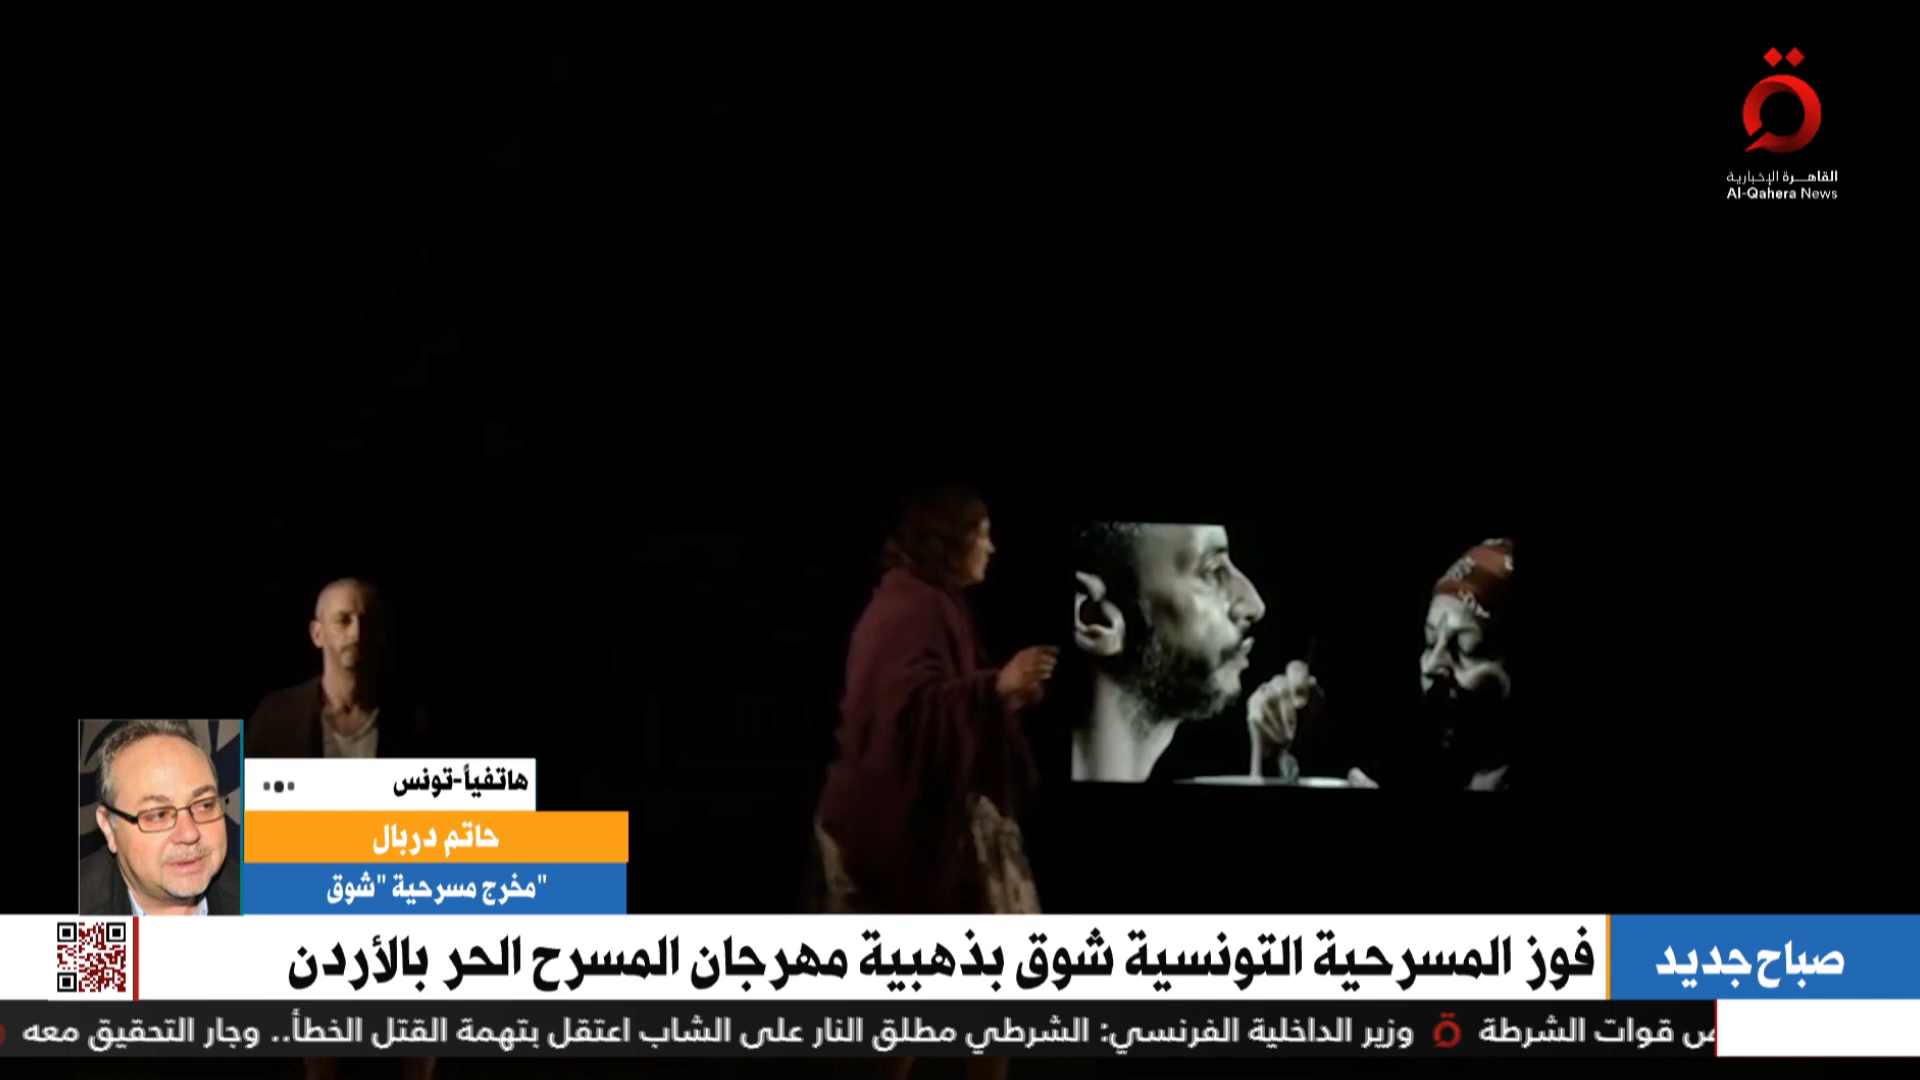 القاهرة الإخبارية
Al-Qahera News
هاتفياً-تونس
حاتم دربال
"مخرج مسرحية "شوق
صباح جديد
فوز المسرحية التونسية شوق بذهبية مهرجان المسرح الحر بالأردن
قوات الشرطة
وزير الداخلية الفرنسي: الشرطي مطلق النار على الشاب اعتقل بتهمة القتل الخطأ.. وجار التحقيق معه